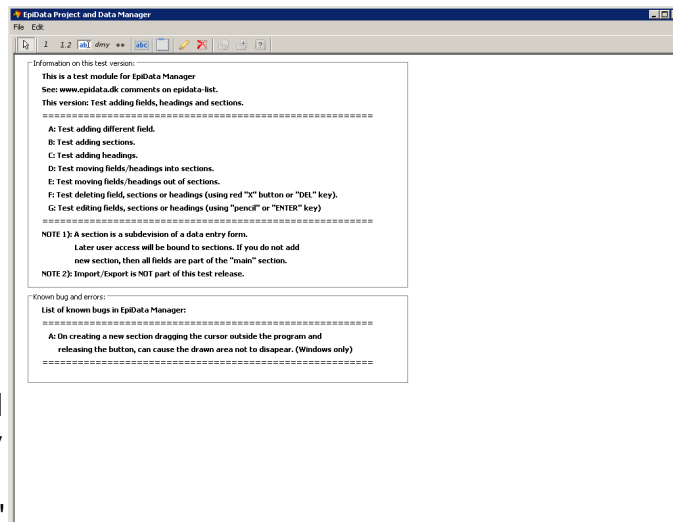 EpiData Project and Data Manager
File Edit
1 1.2 abI dmy abc ?
Information on this test version:
This is a test module for EpiData Manager
See: www.epidata.dk comments on epidata-list.
This version: Test adding fields, headings and sections.
========================================================
A: Test adding different field.
B: Test adding sections.
C: Test adding headings.
D: Test moving fields/headings into sections.
E: Test moving fields/headings out of sections.
F: Test deleting field, sections or headings (using red "X" button or "DEL" key).
G: Test editing fields, sections or headings (using "pencil" or "ENTER" key)
========================================================
NOTE 1): A section is a subdevision of a data entry form.
Later user access will be bound to sections. If you do not add
new section, then all fields are part of the "main" section.
NOTE 2): Import/Export is NOT part of this test release.
Known bug and errors:
List of known bugs in EpiData Manager:
========================================================
A: On creating a new section dragging the cursor outside the program and
releasing the button, can cause the drawn area not to disapear. (Windows only)
========================================================